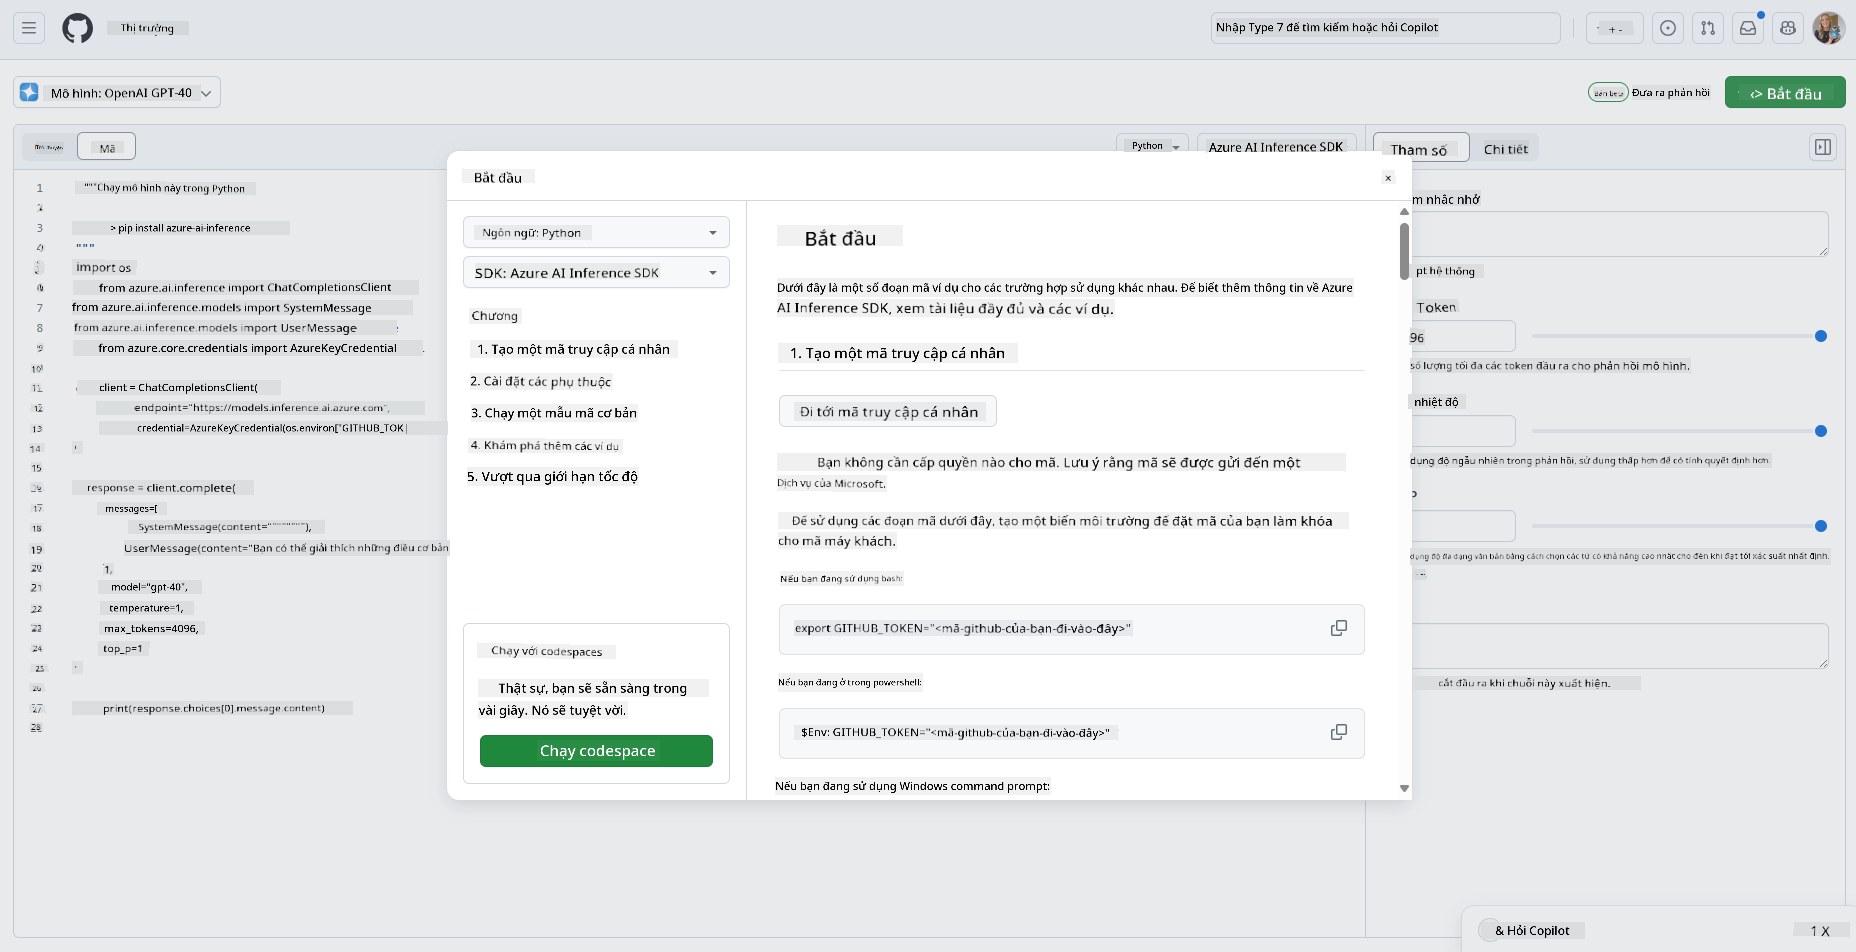 Thị trường
Nhập Type 7 để tìm kiếm hoặc hỏi Copilot
Mô hình: OpenAI GPT-40
Bản beta
Đưa ra phản hồi
<> Bắt đầu
Mã
Python
Azure AI Inference SDK
Tham số
Chi tiết
1 """Chạy mô hình này trong Python
2
3 > pip install azure-ai-inference
4 """
import os
from azure.ai.inference import ChatCompletionsClient
7 from azure.ai.inference.models import SystemMessage
8 from azure.ai.inference.models import UserMessage
9 from azure.core.credentials import AzureKeyCredential
10
11 client = ChatCompletionsClient(
12 endpoint="https://models.inference.ai.azure.com",
13 credential=AzureKeyCredential(os.environ["GITHUB_TOK
14
15
16 response = client.complete(
17 messages=[
18 SystemMessage(content=""""""""),
19 UserMessage(content="Bạn có thể giải thích những điều cơ bản
20 ],
21 model="gpt-40",
22 temperature=1,
23 max_tokens=4096,
24 top_p=1
25
26
27 print(response.choices[0].message.content)
28
Bắt đầu
×
Ngôn ngữ: Python
SDK: Azure AI Inference SDK
Chương
1. Tạo một mã truy cập cá nhân
2. Cài đặt các phụ thuộc
3. Chạy một mẫu mã cơ bản
4. Khám phá thêm các ví dụ
5. Vượt qua giới hạn tốc độ
Chạy với codespaces
Thật sự, bạn sẽ sẵn sàng trong
vài giây. Nó sẽ tuyệt vời.
Chạy codespace
Bắt đầu
Dưới đây là một số đoạn mã ví dụ cho các trường hợp sử dụng khác nhau. Để biết thêm thông tin về Azure
AI Inference SDK, xem tài liệu đầy đủ và các ví dụ.
1. Tạo một mã truy cập cá nhân
Đi tới mã truy cập cá nhân
Bạn không cần cấp quyền nào cho mã. Lưu ý rằng mã sẽ được gửi đến một
Dịch vụ của Microsoft.
Để sử dụng các đoạn mã dưới đây, tạo một biến môi trường để đặt mã của bạn làm khóa
cho mã máy khách.
Nếu bạn đang sử dụng bash:
export GITHUB_TOKEN="<mã-github-của-bạn-đi-vào-đây>"
Nếu bạn đang ở trong powershell:
$Env: GITHUB_TOKEN="<mã-github-của-bạn-đi-vào-đây>"
Nếu bạn đang sử dụng Windows command prompt:
m nhắc nhở
pt hệ thống
Token
96
số lượng tối đa các token đầu ra cho phản hồi mô hình.
nhiệt độ
dụng độ ngẫu nhiên trong phản hồi, sử dụng thấp hơn để có tính quyết định hơn.
dụng độ đa dạng văn bản bằng cách chọn các từ có khả năng cao nhất cho đến khi đạt tới xác suất nhất định.
cắt đầu ra khi chuỗi này xuất hiện.
& Hỏi Copilot
1 X